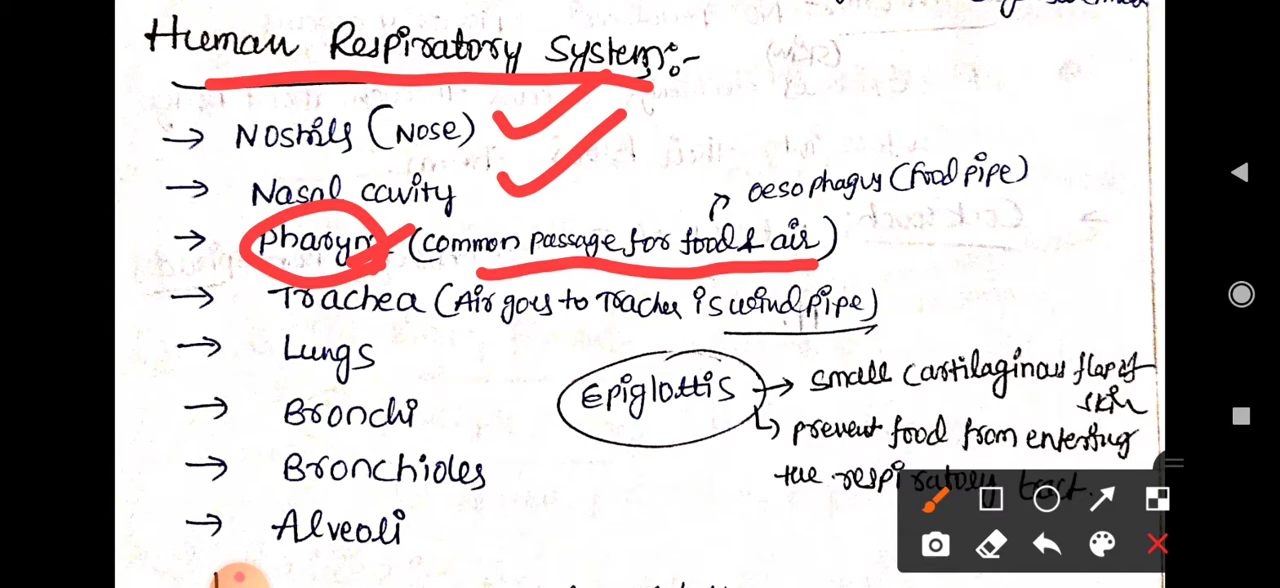 Human Respiratory System:-
→ Nostrils (Nose)
→ Nasal cavity
oesophagus (food pipe)
→ Pharynx (common passage for food & air)
→ Trachea (Air goes to Trachea is windpipe)
→ Lungs
Epiglottis → small cartilaginous flap of
skin
→ Bronchi
prevent food from entering
the respiratory tract.
→ Bronchioles
→ Alveoli